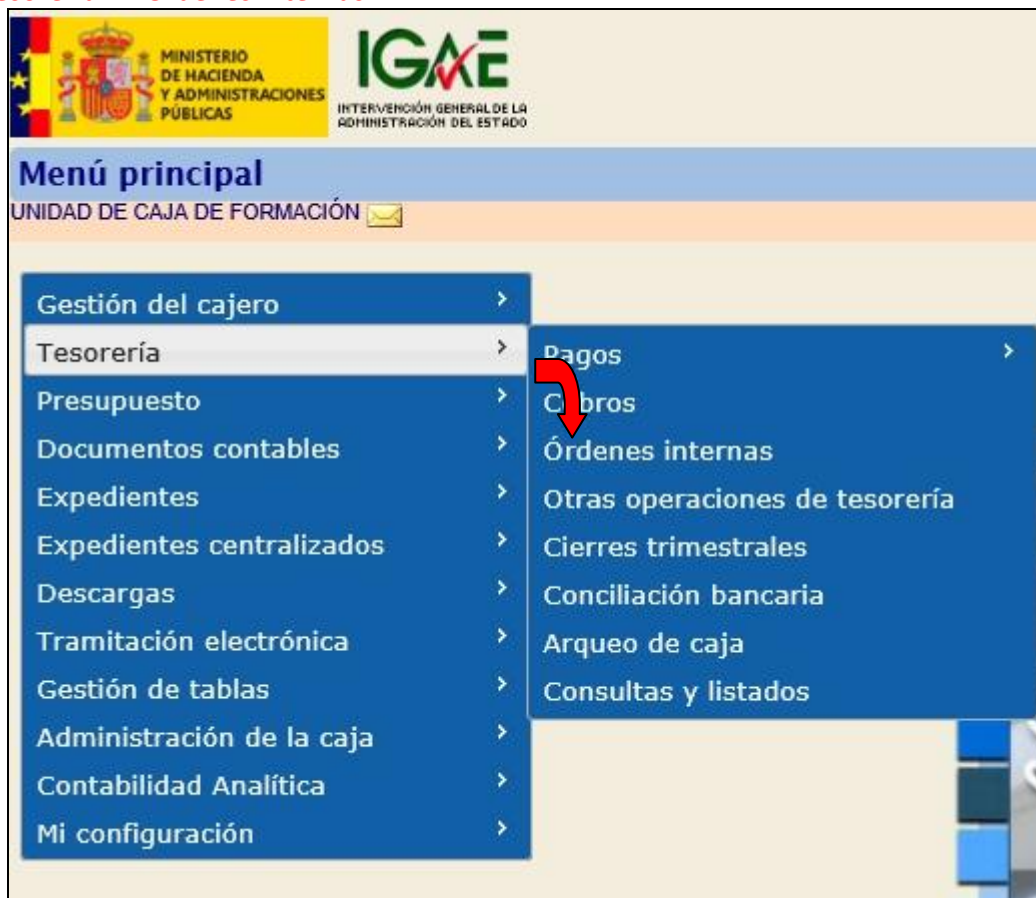 MINISTERIO
DE HACIENDA
Y ADMINISTRACIONES
PÚBLICAS
IGAE
INTERVENCIÓN GENERAL DE LA
ADMINISTRACIÓN DEL ESTADO
Menú principal
UNIDAD DE CAJA DE FORMACIÓN
Gestión del cajero
Tesorería
Presupuesto
Documentos contables
Expedientes
Expedientes centralizados
Descargas
Tramitación electrónica
Gestión de tablas
Administración de la caja
Contabilidad Analítica
Mi configuración
Pagos
Cobros
Órdenes internas
Otras operaciones de tesorería
Cierres trimestrales
Conciliación bancaria
Arqueo de caja
Consultas y listados